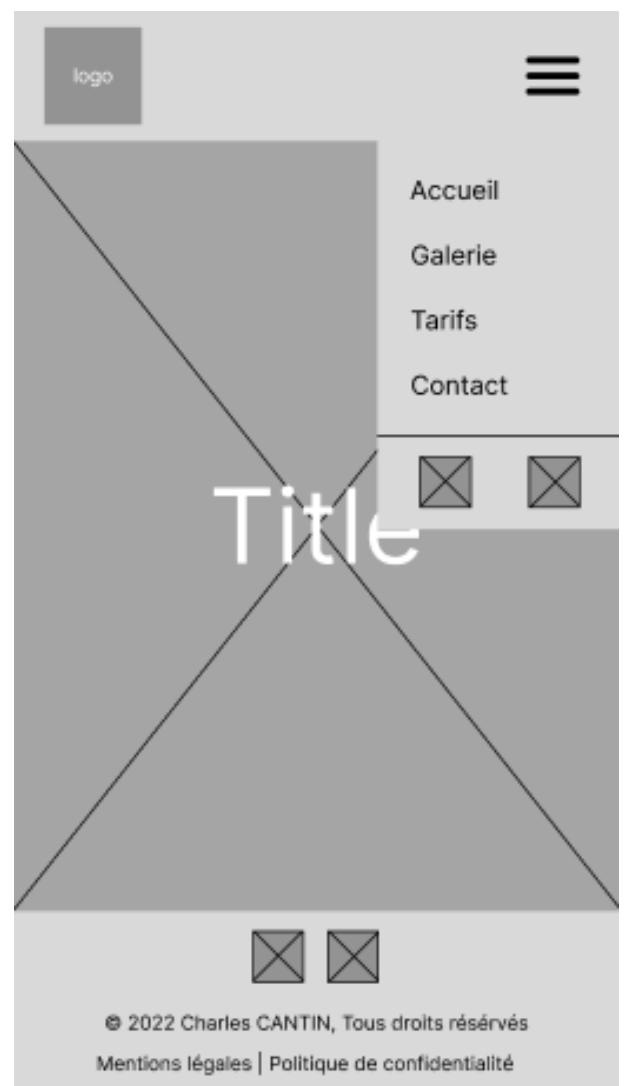 logo
Accueil
Galerie
Tarifs
Contact
Title
© 2022 Charles CANTIN, Tous droits résérvés
Mentions légales | Politique de confidentialité